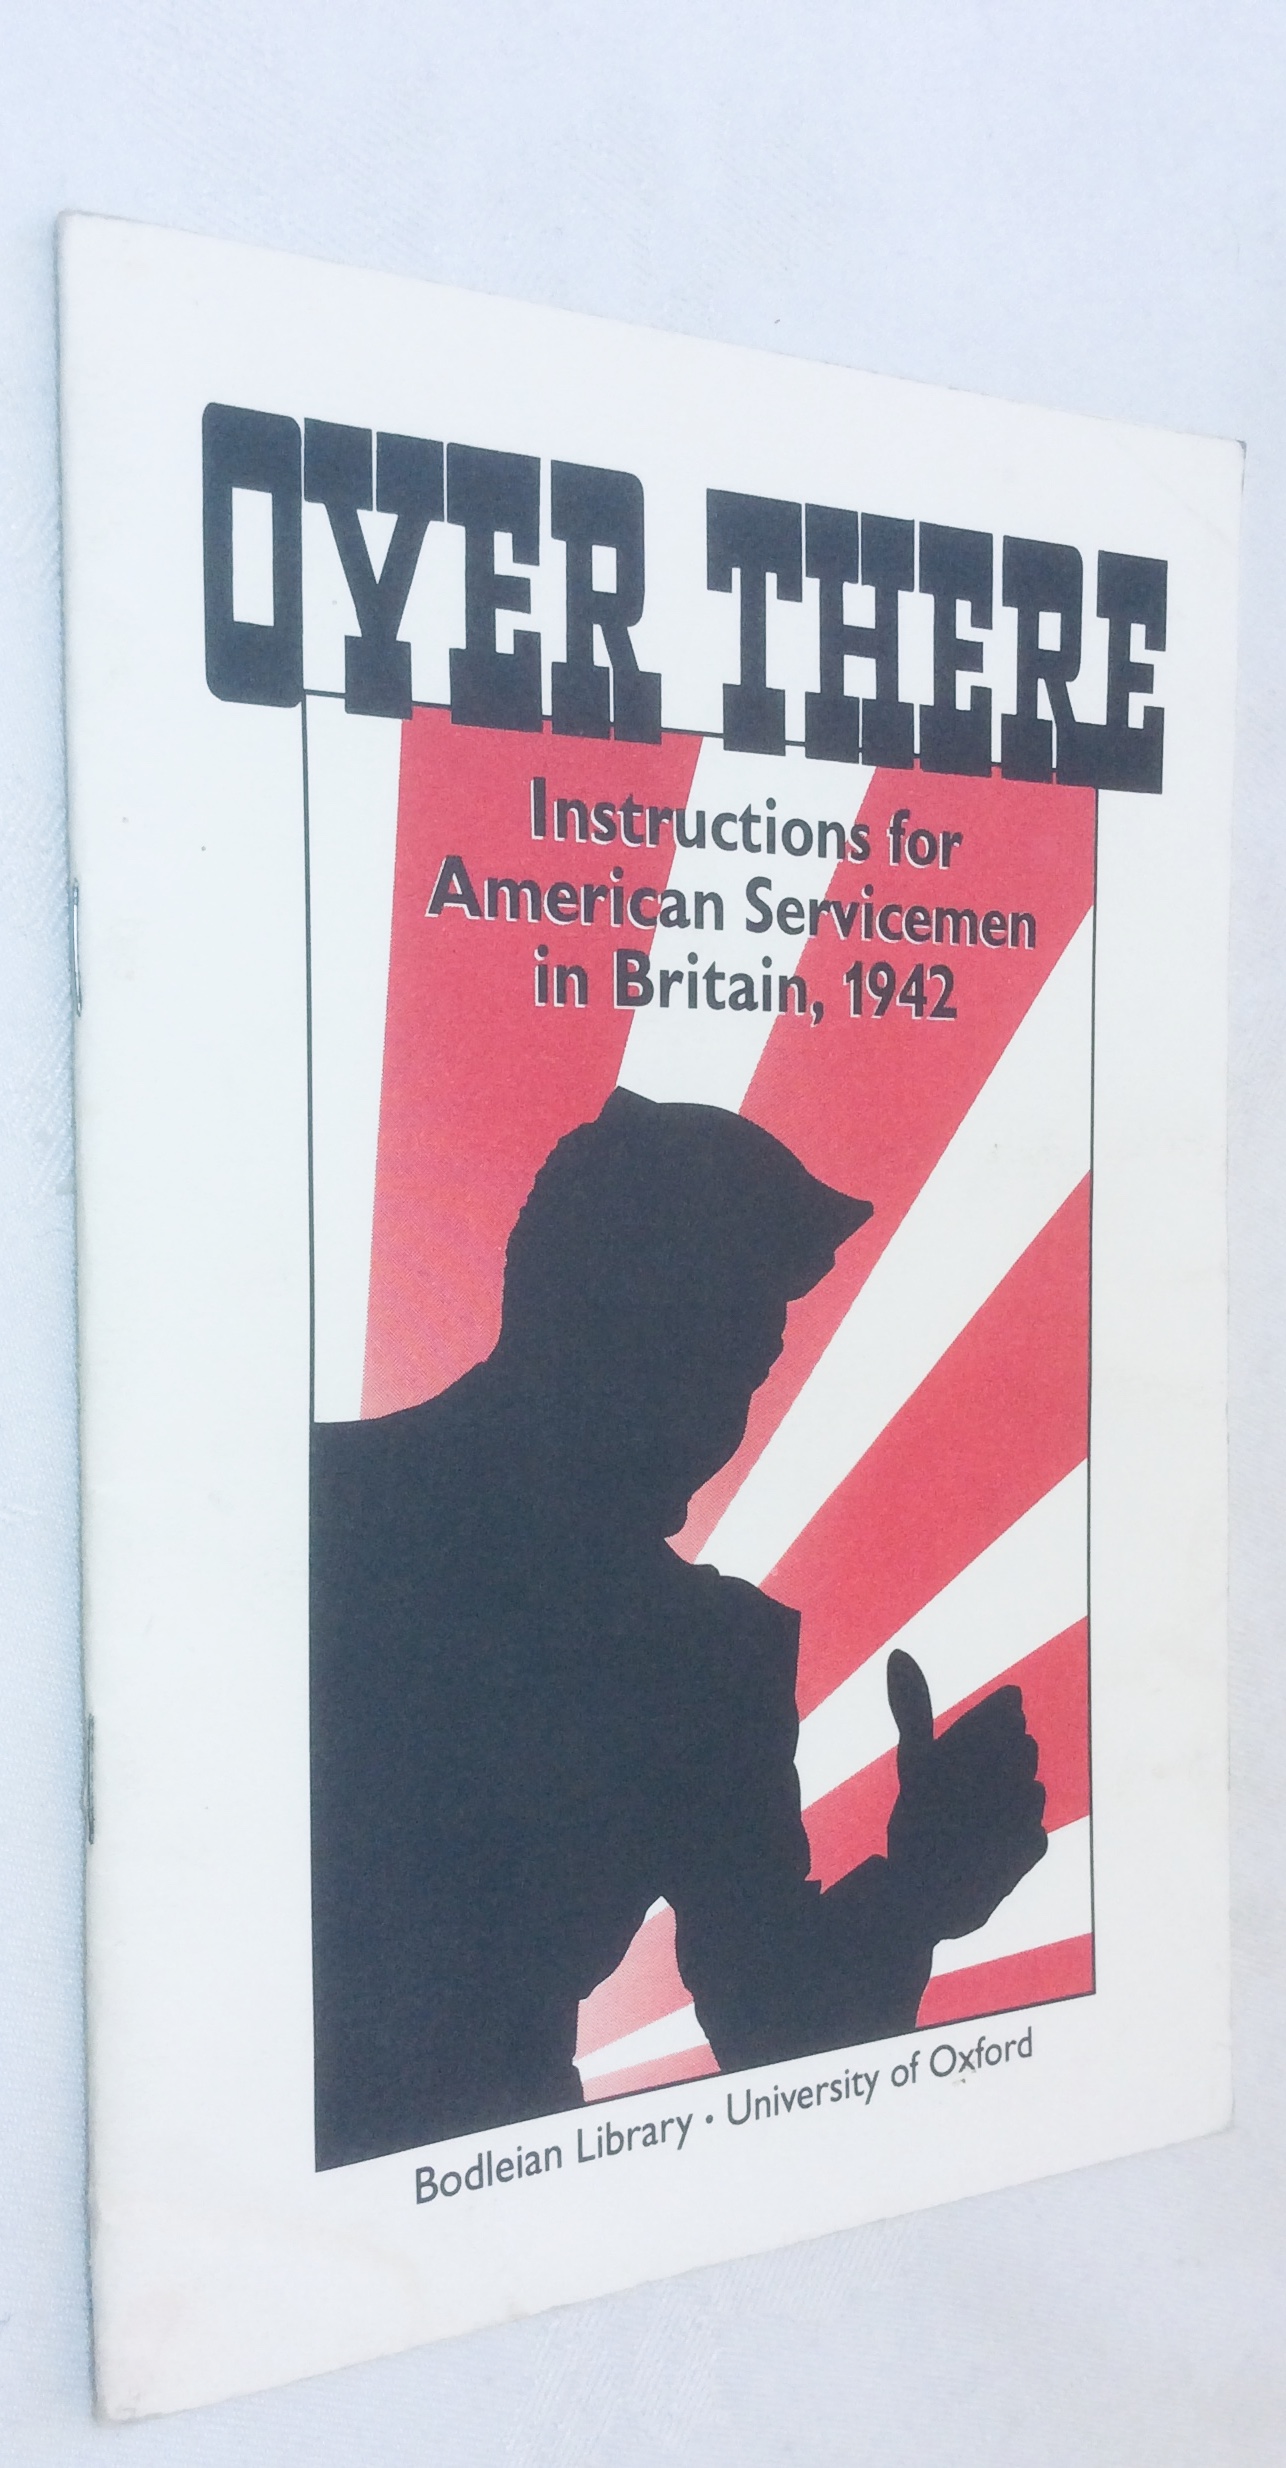 OVER THERE
Instructions for
American Servicemen
in Britain, 1942
Bodleian Library · University of Oxford